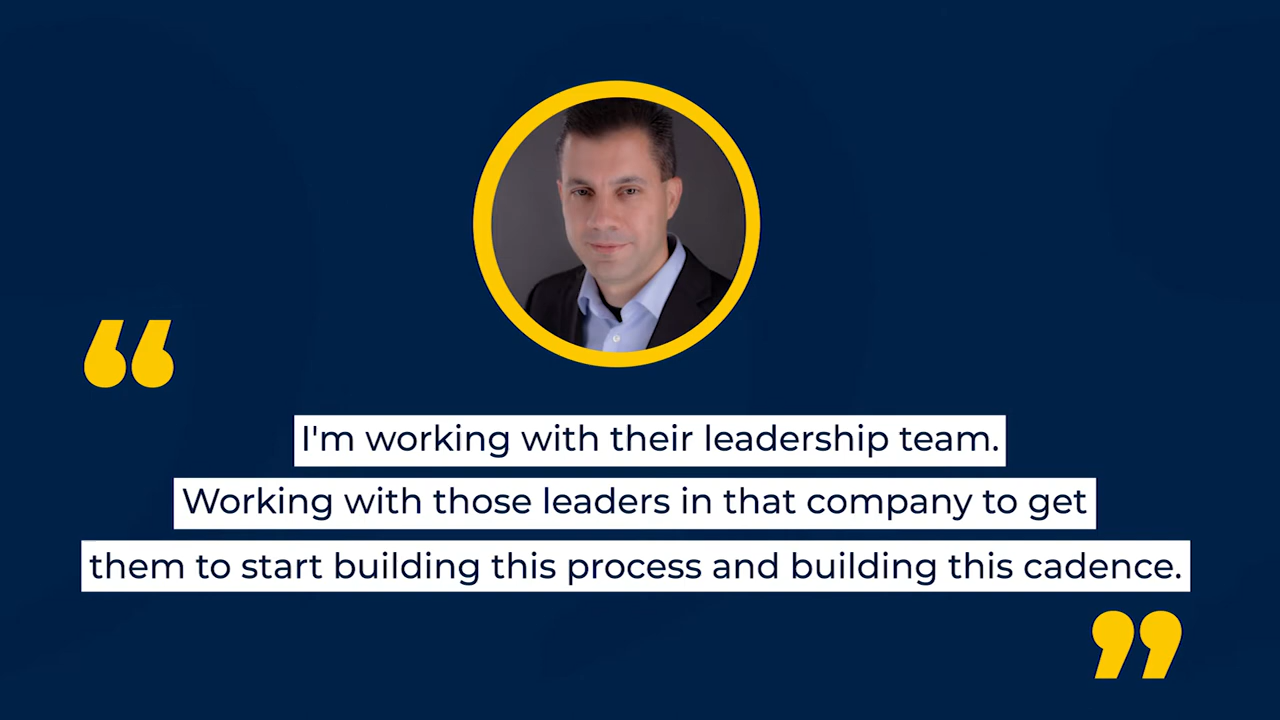 “
I'm working with their leadership team.
Working with those leaders in that company to get
them to start building this process and building this cadence.
”